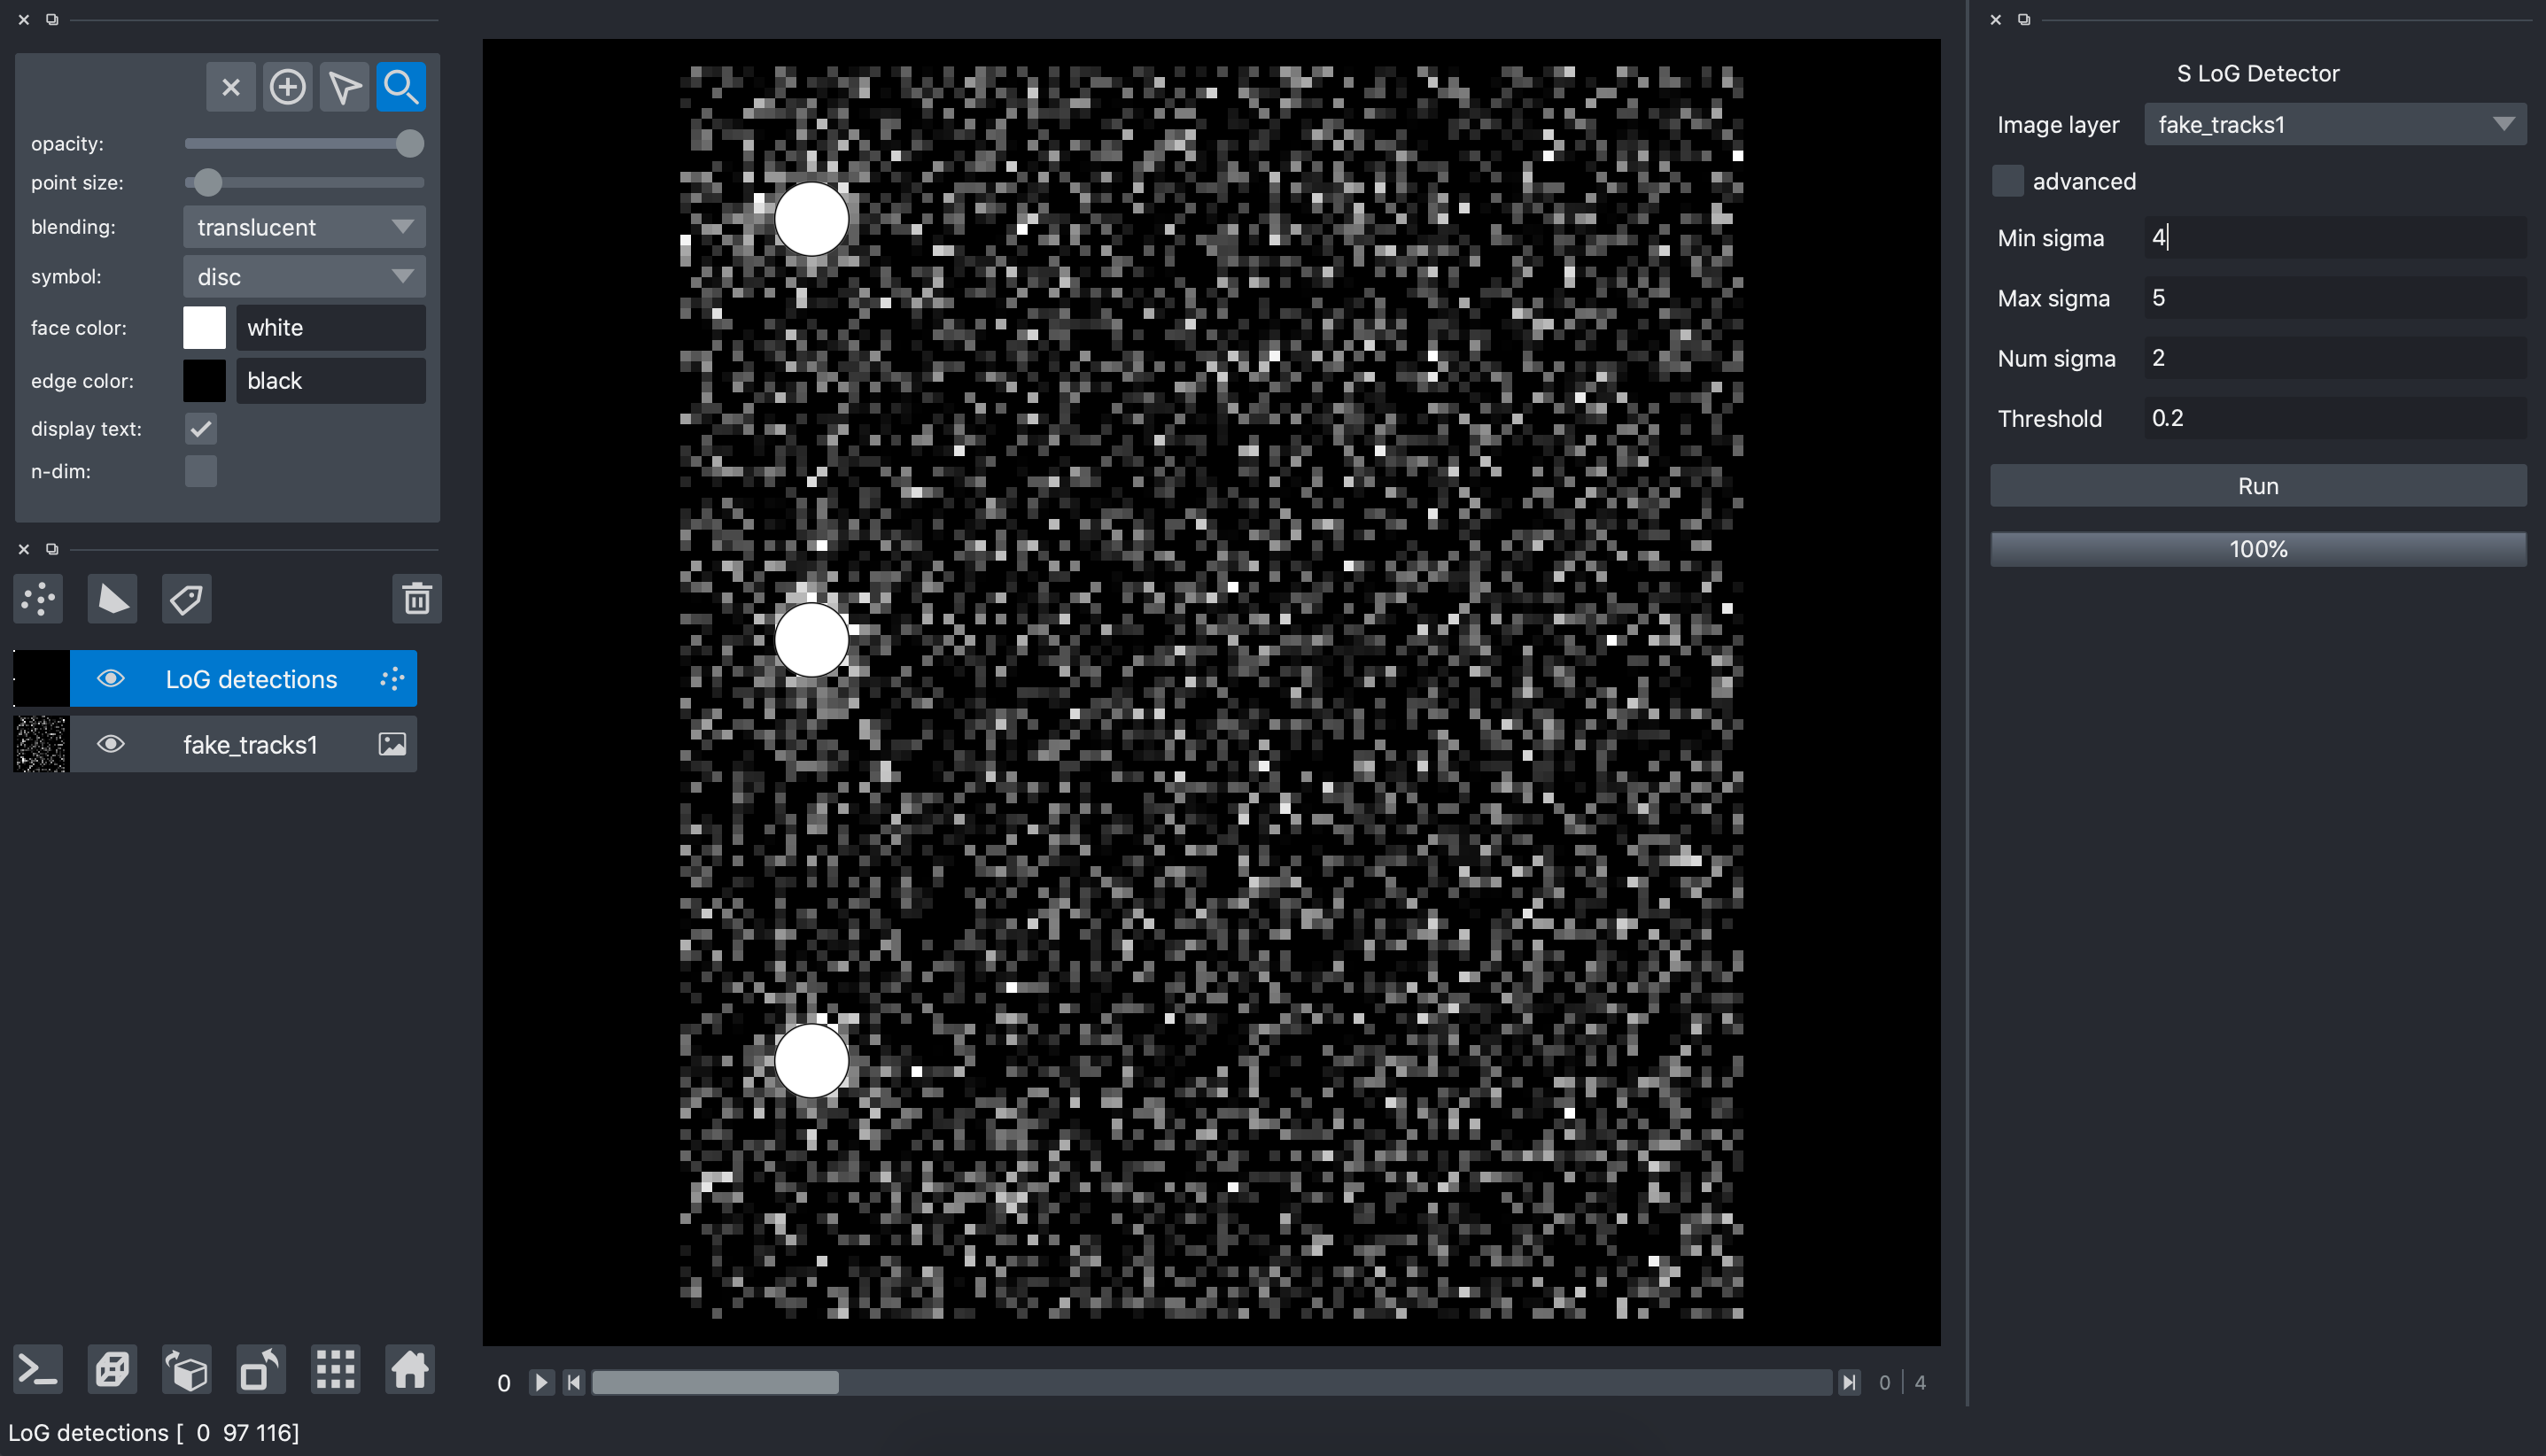 opacity:
point size:
blending: translucent
symbol: disc
face color: white
edge color: black
display text:
n-dim:
LoG detections
fake_tracks1
0
0 | 4
LoG detections [ 0 97 116]
S LoG Detector
Image layer fake_tracks1
advanced
Min sigma 4
Max sigma 5
Num sigma 2
Threshold 0.2
Run
100%